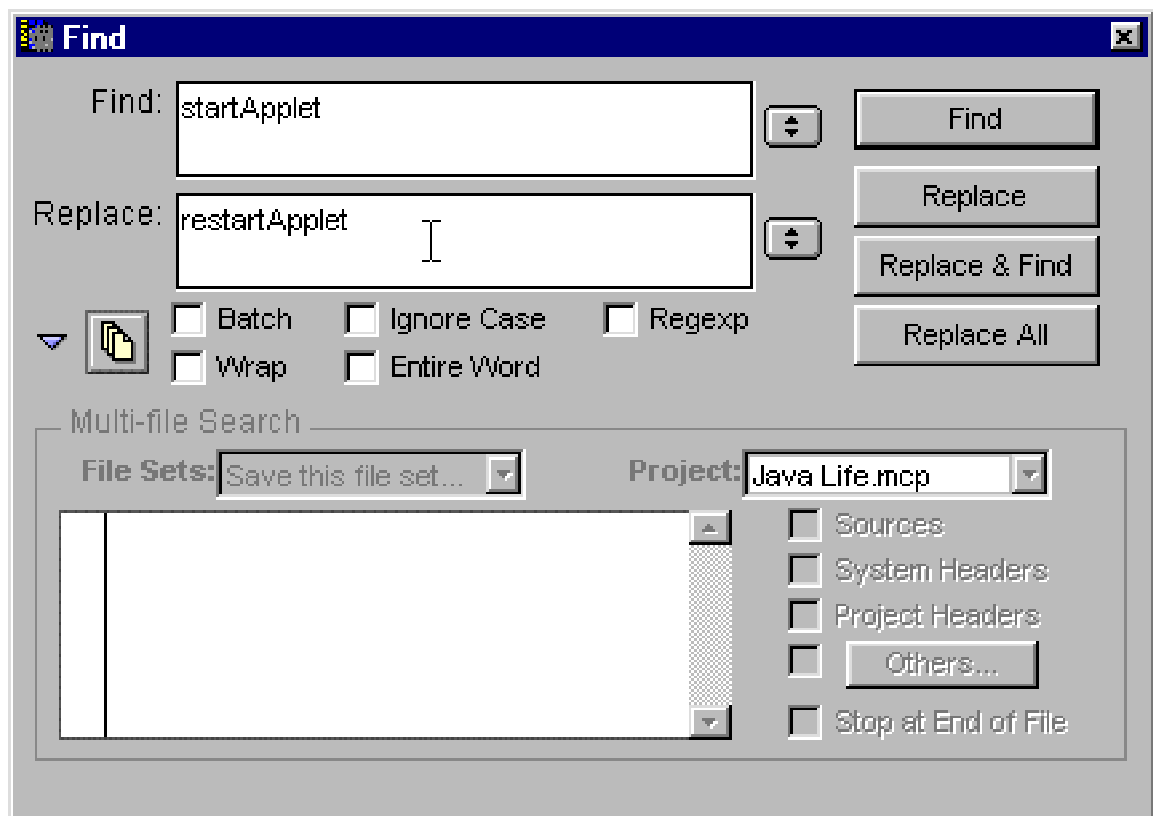 Find
Find:
startApplet
Find
Replace:
restartApplet
Replace
Replace & Find
Replace All
Batch
Ignore Case
Regexp
Wrap
Entire Word
Multi-file Search
File Sets:
Save this file set...
Project:
Java Life.mcp
Sources
System Headers
Project Headers
Others...
Stop at End of File